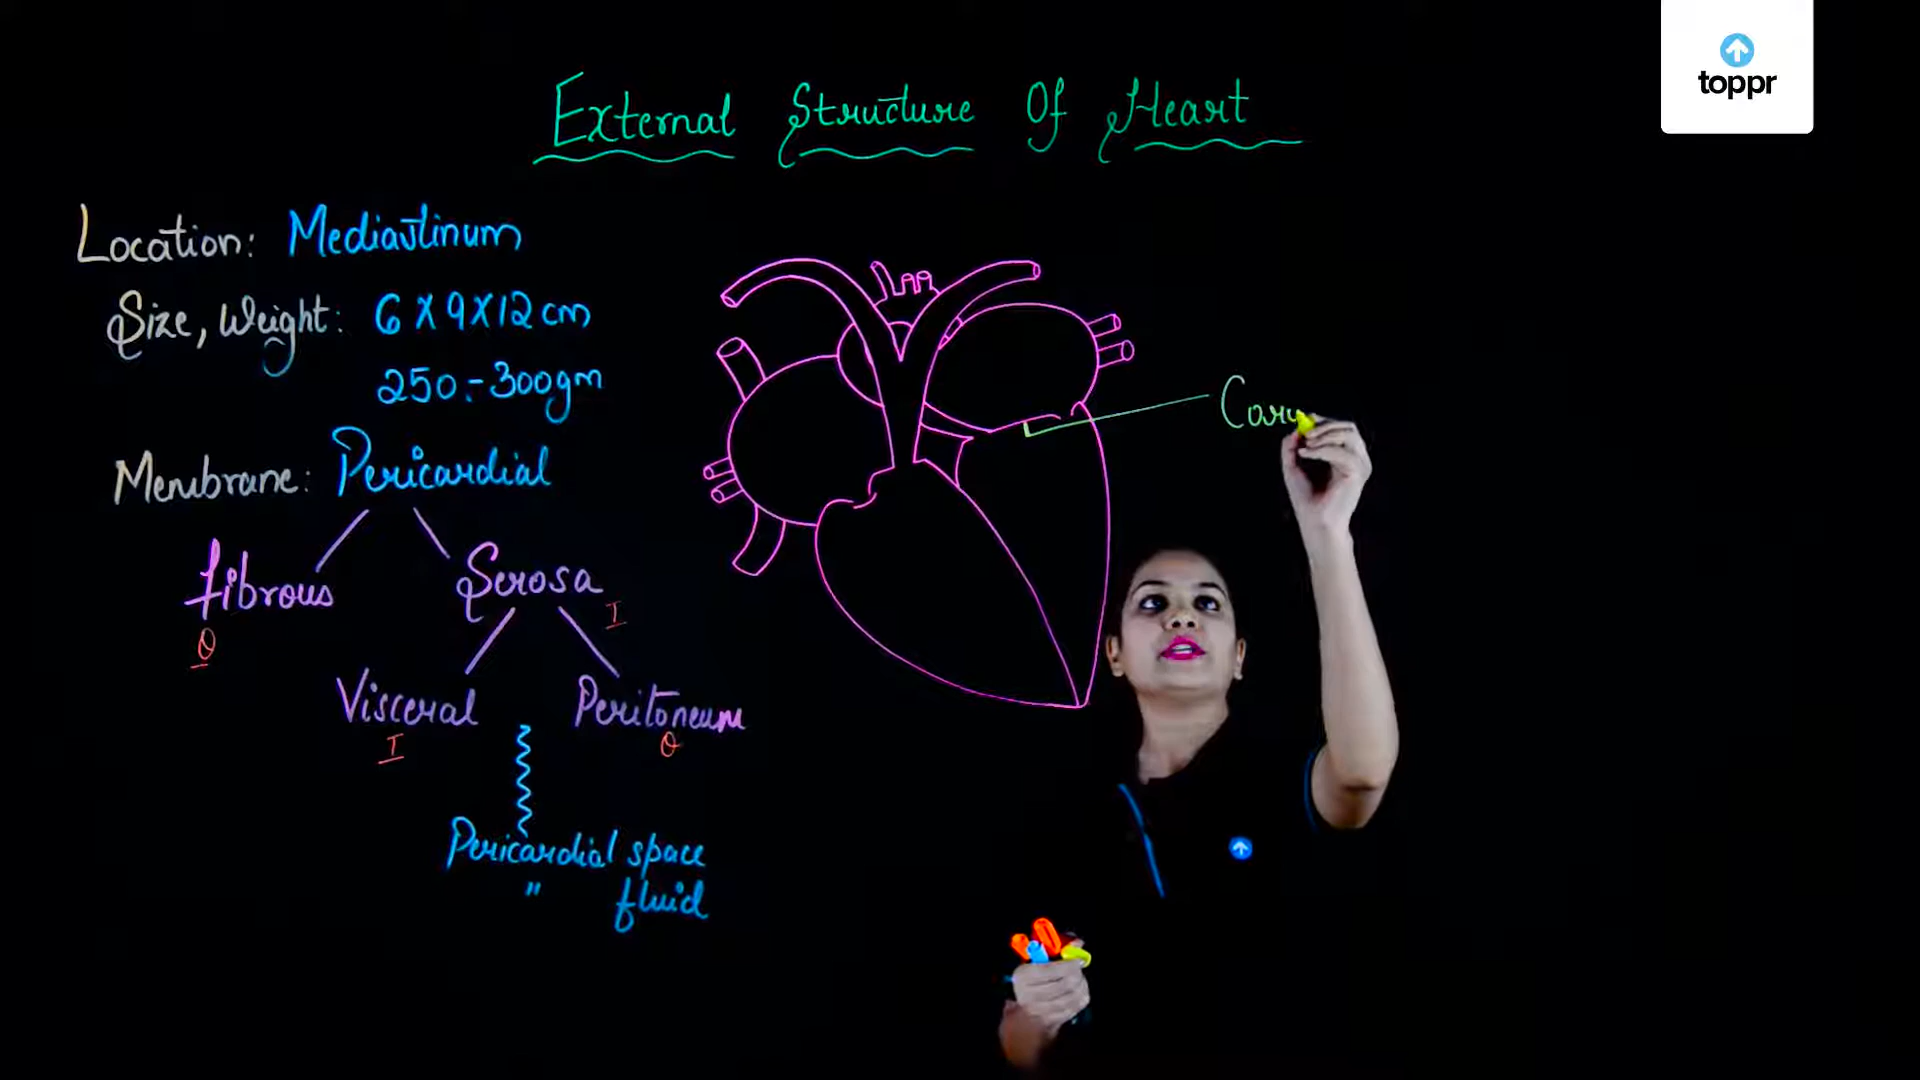 toppr
External Structure Of Heart
Location: Mediastinum
Size, Weight: 6 X 9 X 12 cm
250-300gm
Membrane: Pericardial
fibrous
Serosa
O
I
Visceral
Peritoneum
I
O
Pericardial space
" fluid